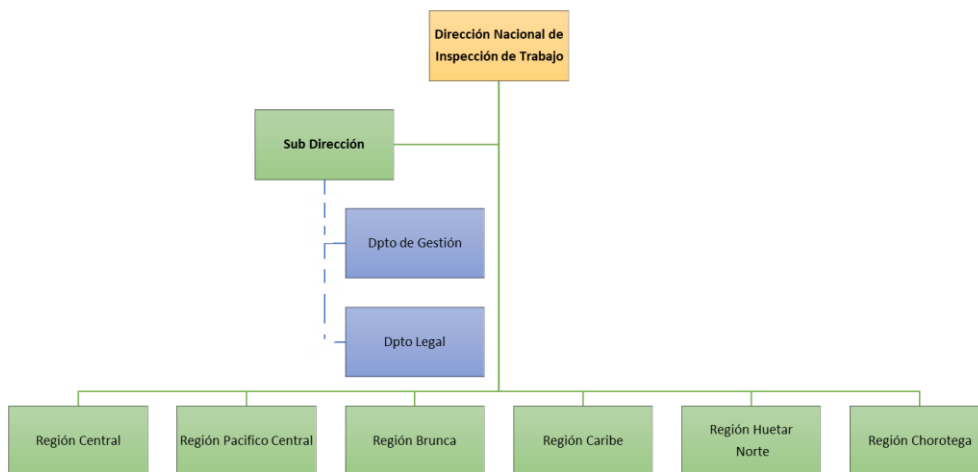 Dirección Nacional de
Inspección de Trabajo
Sub Dirección
Dpto de Gestión
Dpto Legal
Región Central
Región Pacifico Central
Región Brunca
Región Caribe
Región Huetar
Norte
Región Chorotega